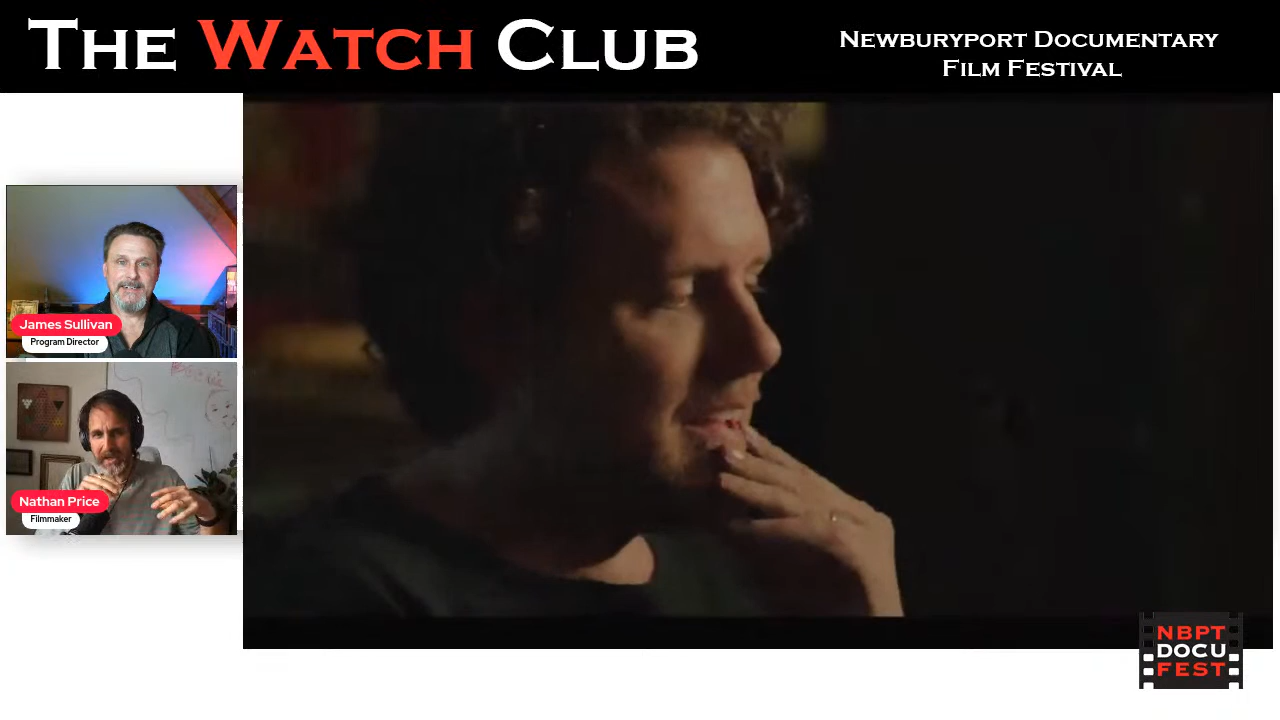 The Watch Club
Newburyport Documentary
Film Festival
James Sullivan
Program Director
Nathan Price
Filmmaker
NBPT
DOCU
FEST